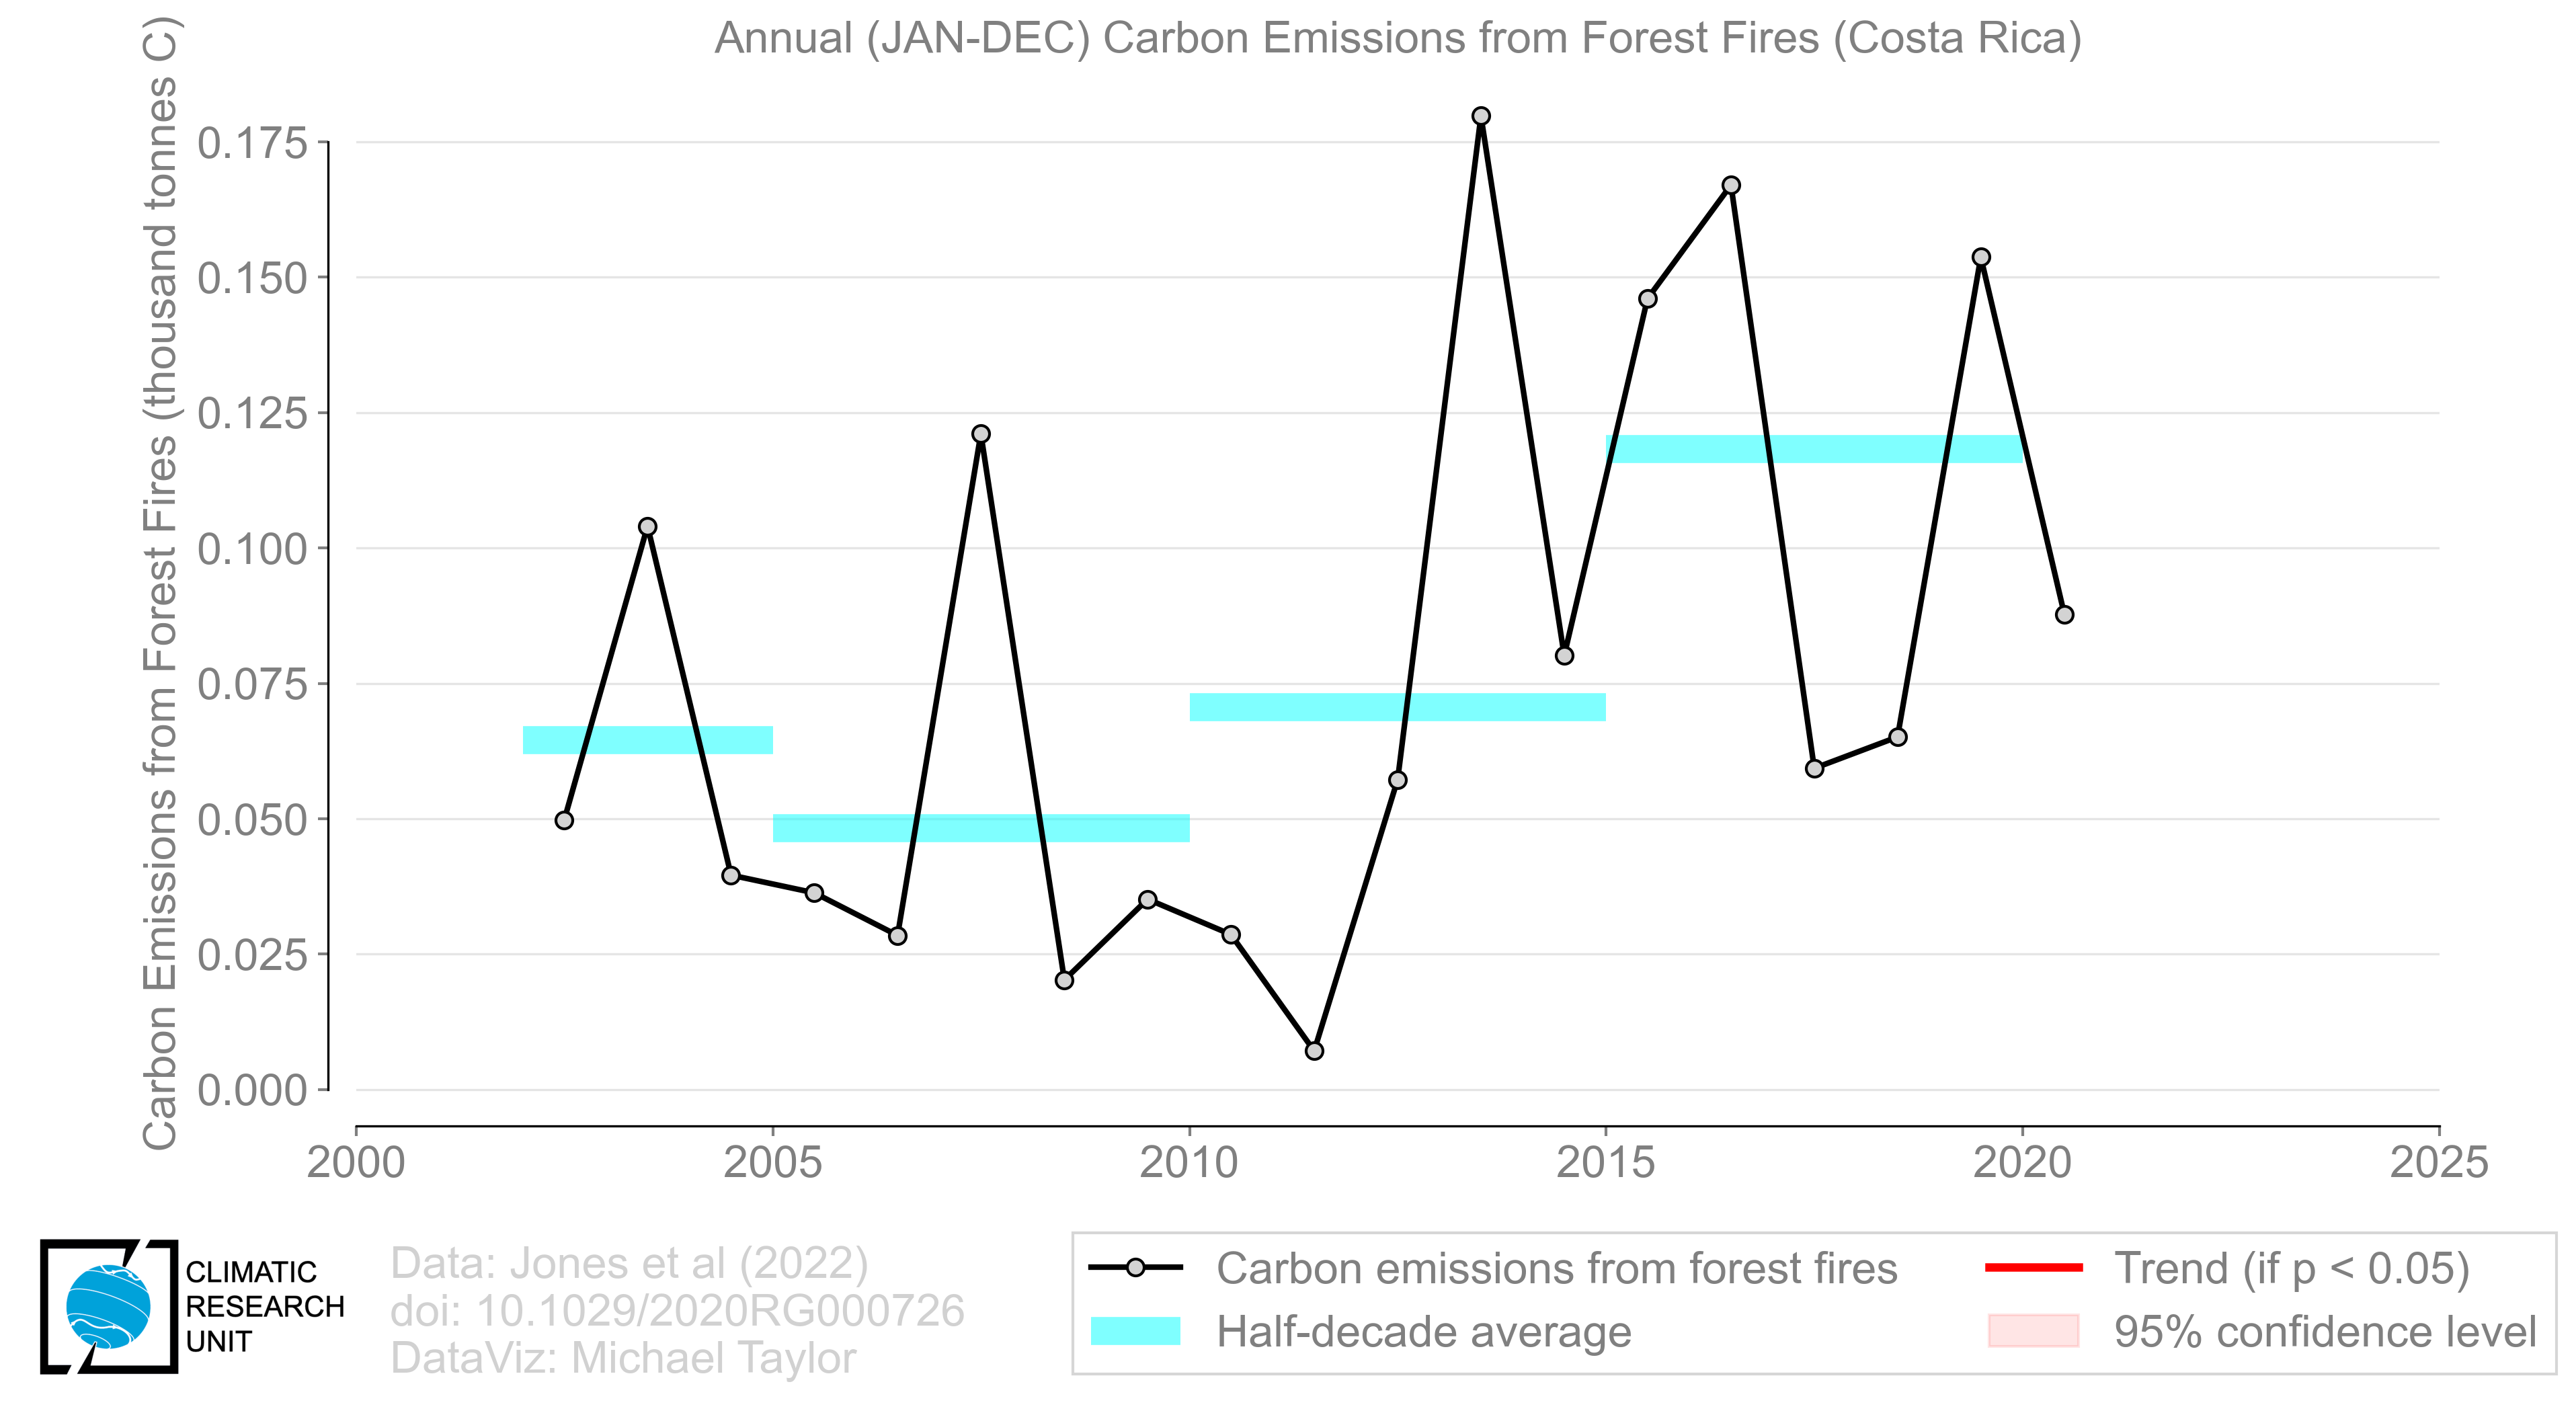 Annual (JAN-DEC) Carbon Emissions from Forest Fires (Costa Rica)
Carbon Emissions from Forest Fires (thousand tonnes C)
0.175
0.150
0.125
0.100
0.075
0.050
0.025
0.000
2000 2005 2010 2015 2020 2025
CLIMATIC
RESEARCH
UNIT
Data: Jones et al (2022)
doi: 10.1029/2020RG000726
DataViz: Michael Taylor
Carbon emissions from forest fires
Half-decade average
Trend (if p < 0.05)
95% confidence level